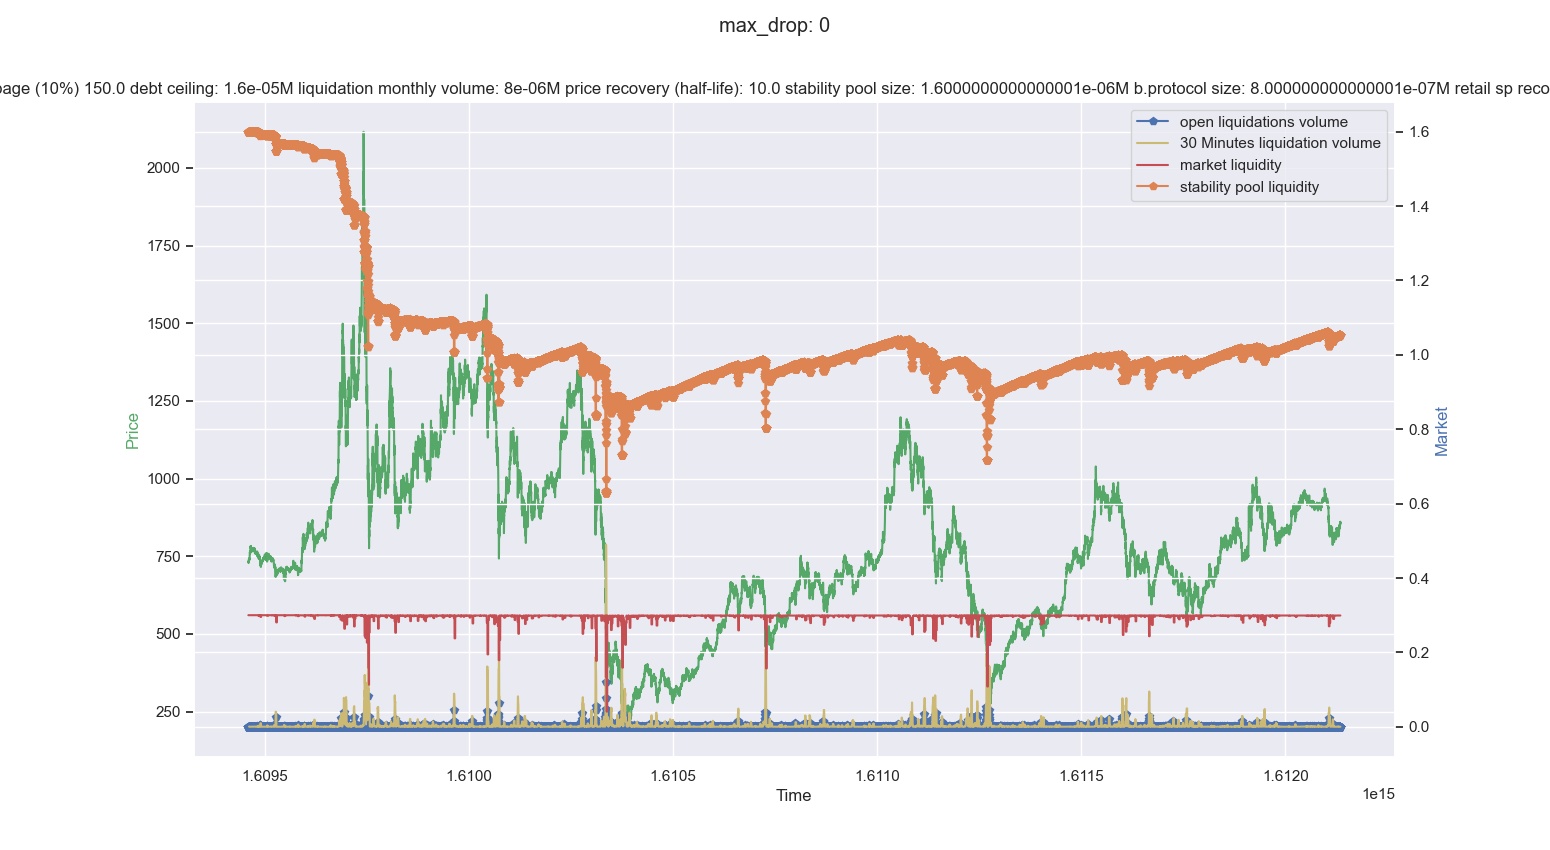 max_drop: 0
page (10%) 150.0 debt ceiling: 1.6e-05M liquidation monthly volume: 8e-06M price recovery (half-life): 10.0 stability pool size: 1.6000000000000001e-06M b.protocol size: 8.000000000000001e-07M retail sp reco
open liquidations volume
30 Minutes liquidation volume
market liquidity
stability pool liquidity
2000
1750
1500
1250
1000
750
500
250
Price
1.6
1.4
1.2
1.0
0.8
0.6
0.4
0.2
0.0
Market
1.6095
1.6100
1.6105
1.6110
1.6115
1.6120
1e15
Time